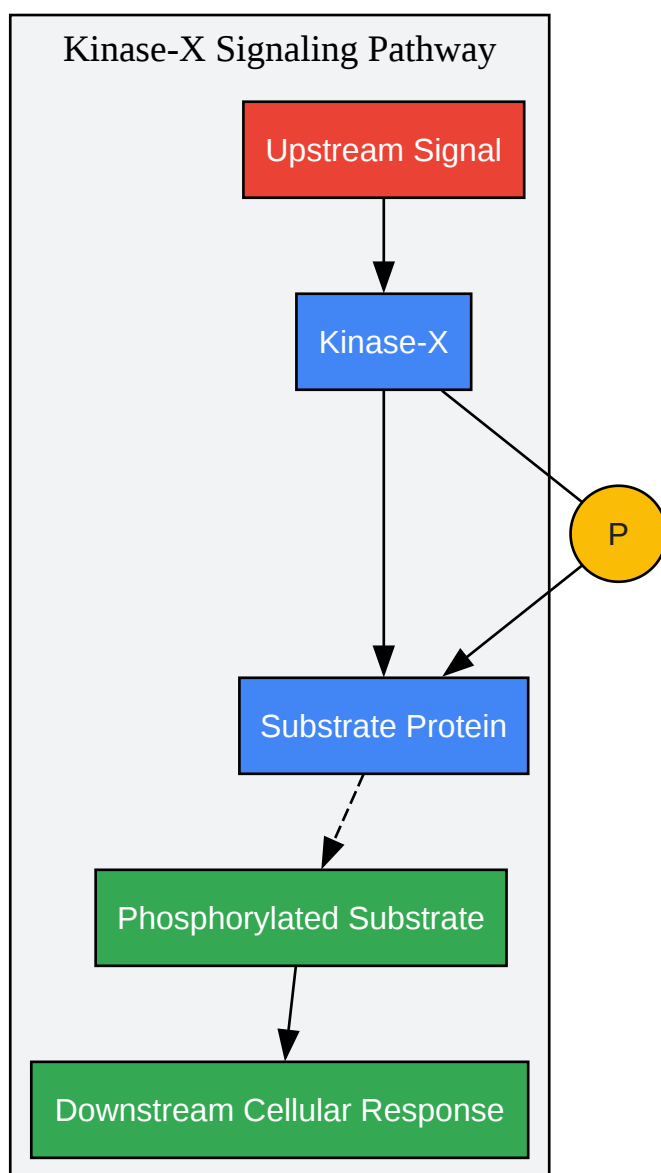 Kinase-X Signaling Pathway
Upstream Signal
Kinase-X
P
Substrate Protein
Phosphorylated Substrate
Downstream Cellular Response